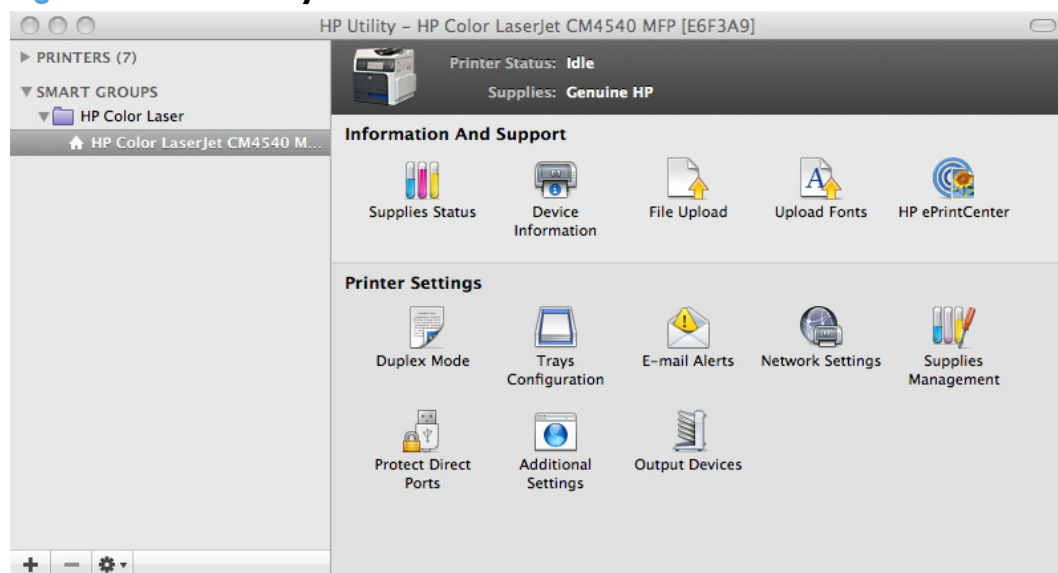 HP Utility – HP Color LaserJet CM4540 MFP [E6F3A9]
PRINTERS (7)
SMART GROUPS
HP Color Laser
HP Color LaserJet CM4540 M...
Printer Status: Idle
Supplies: Genuine HP
Information And Support
Supplies Status
Device Information
File Upload
Upload Fonts
HP ePrintCenter
Printer Settings
Duplex Mode
Trays Configuration
E-mail Alerts
Network Settings
Supplies Management
Protect Direct Ports
Additional Settings
Output Devices